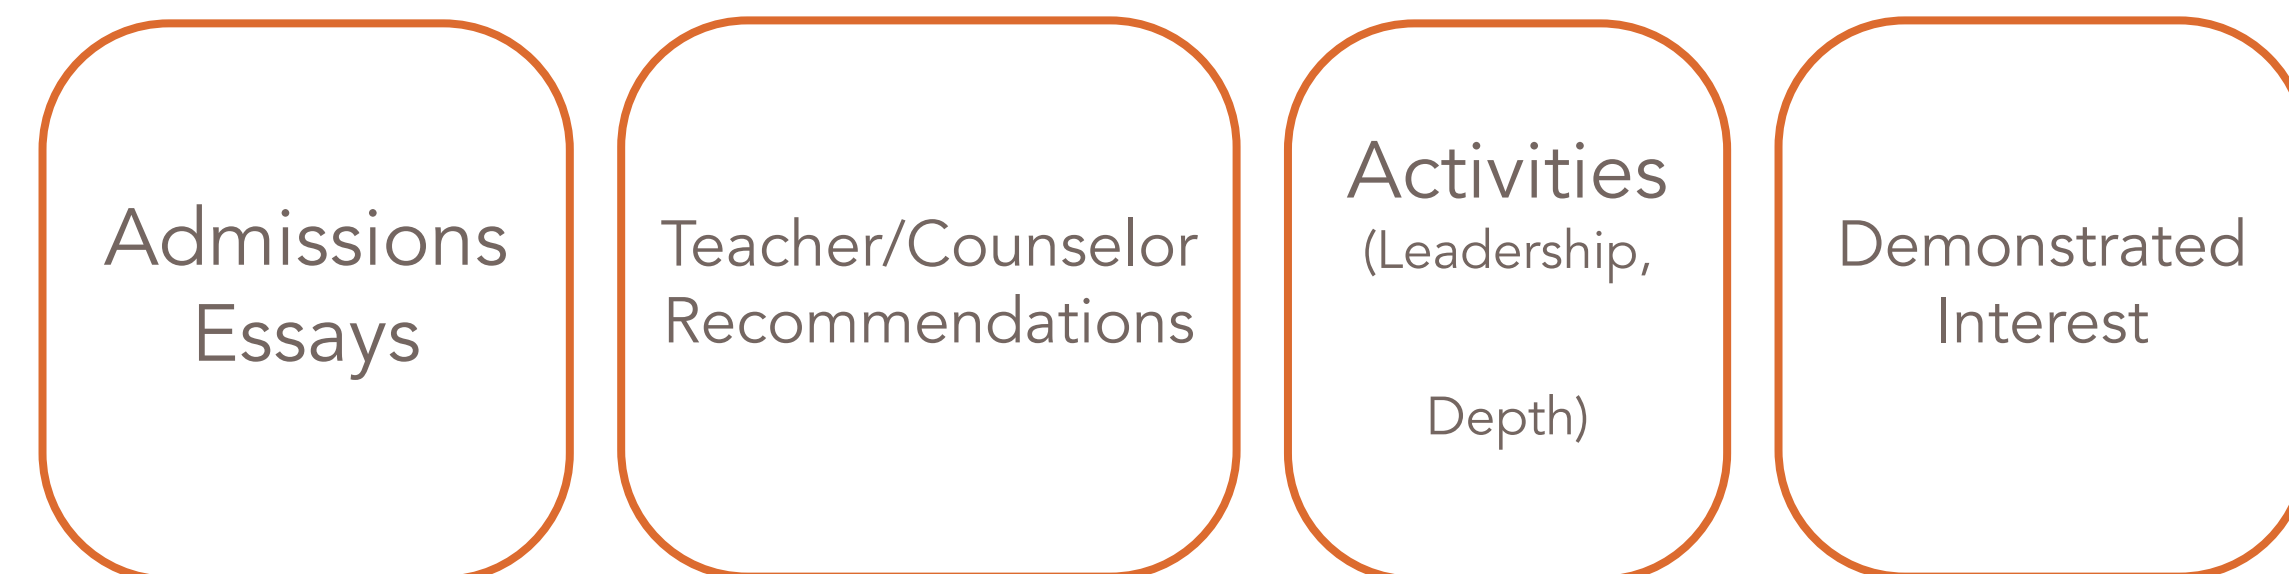 Admissions
Essays
Teacher/Counselor
Recommendations
Activities
(Leadership,
Depth)
Demonstrated
Interest